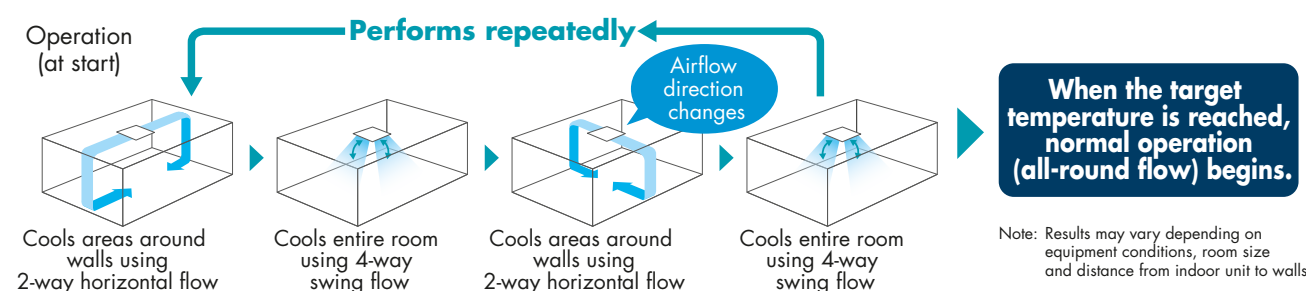 Operation
(at start)
Performs repeatedly
Airflow
direction
changes
Cools areas around
walls using
2-way horizontal flow
Cools entire room
using 4-way
swing flow
Cools areas around
walls using
2-way horizontal flow
Cools entire room
using 4-way
swing flow
When the target
temperature is reached,
normal operation
(all-round flow) begins.
Note: Results may vary depending on
equipment conditions, room size
and distance from indoor unit to walls